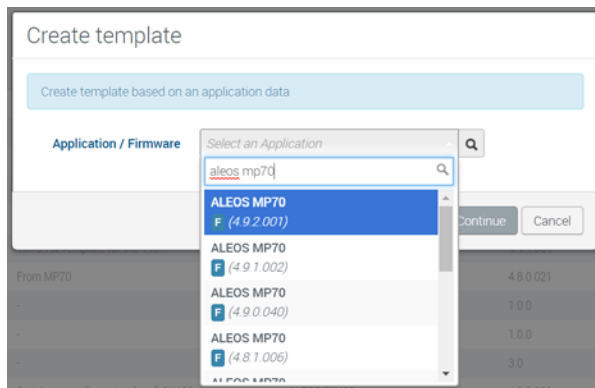 Create template
Create template based on an application data
Application / Firmware
Select an Application
aleos mp70
ALEOS MP70
F (4.9.2.001)
ALEOS MP70
F (4.9.1.002)
ALEOS MP70
F (4.9.0.040)
ALEOS MP70
F (4.8.1.006)
ALEOS MP70
Continue
Cancel
From MP70
4.8.0.021
-
1.0.0
-
1.0.0
-
3.0